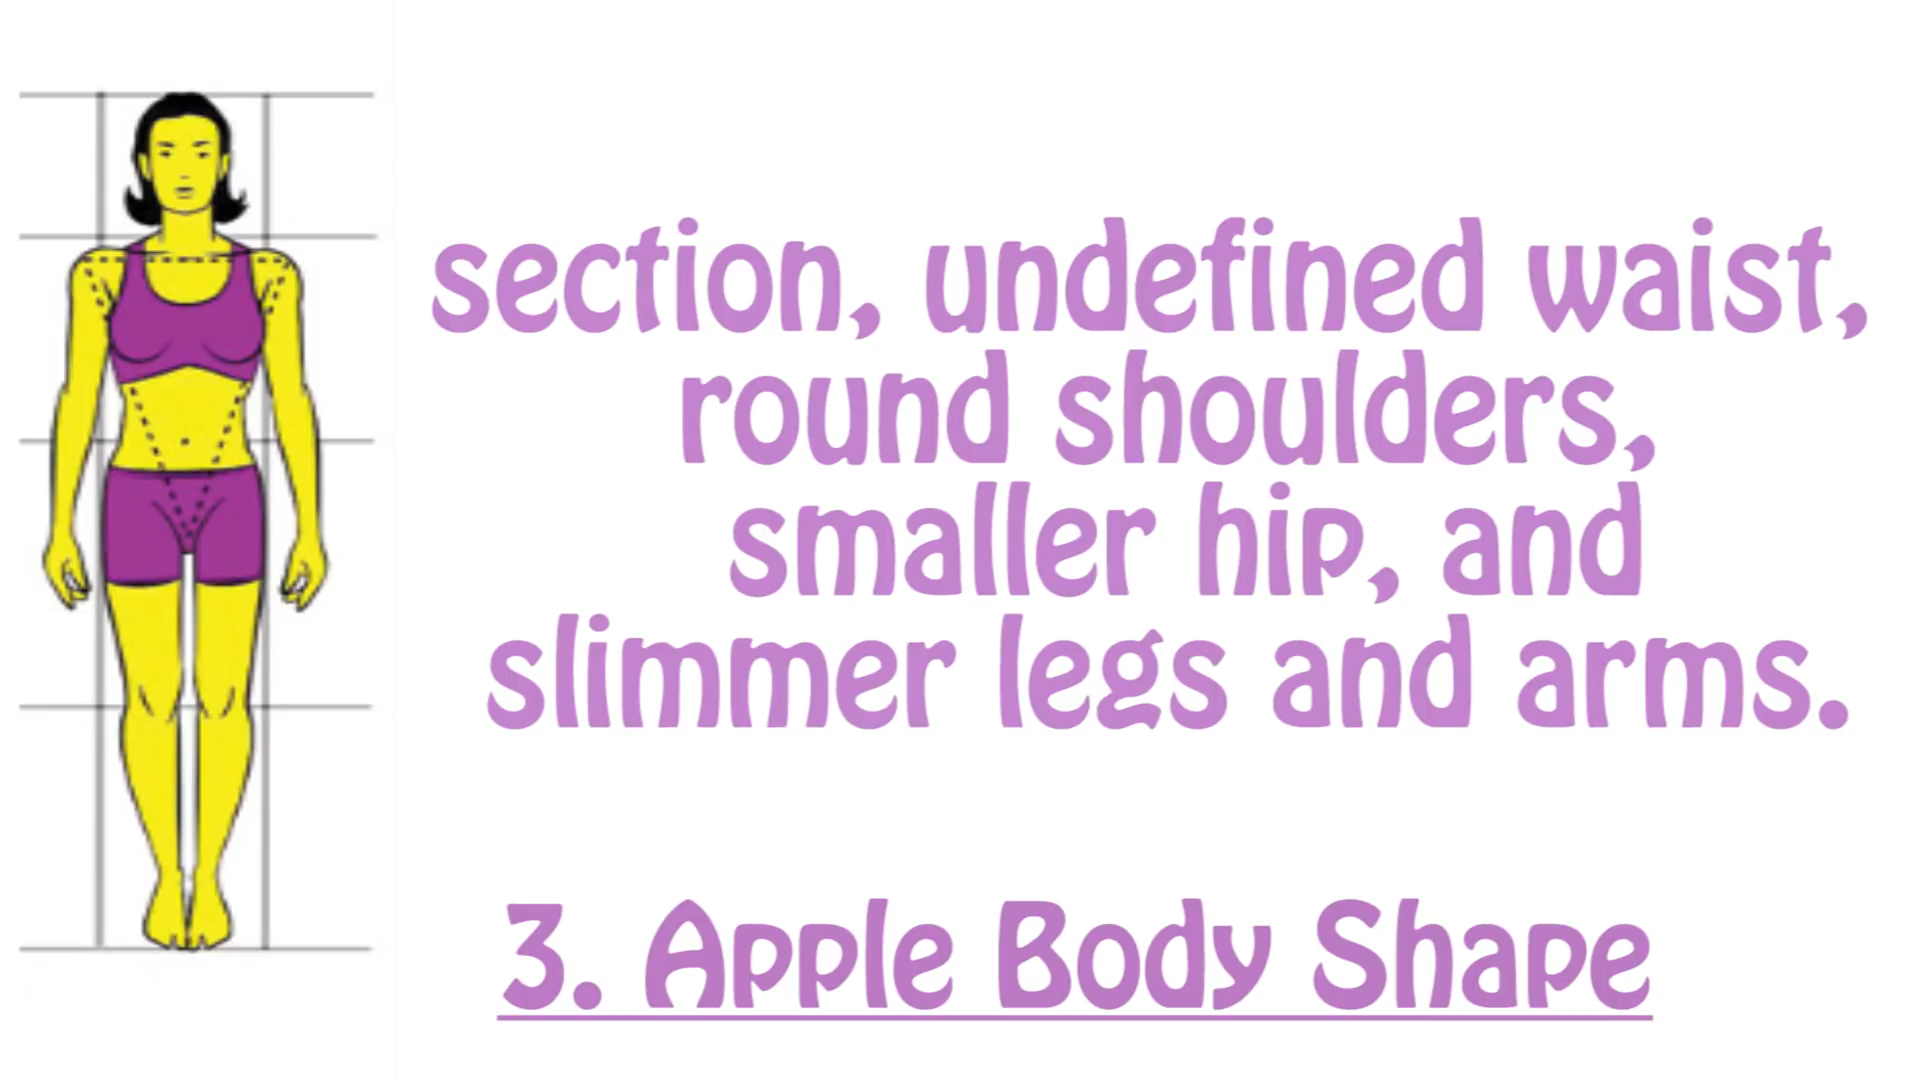 section, undefined waist,
round shoulders,
smaller hip, and
slimmer legs and arms.
3. Apple Body Shape